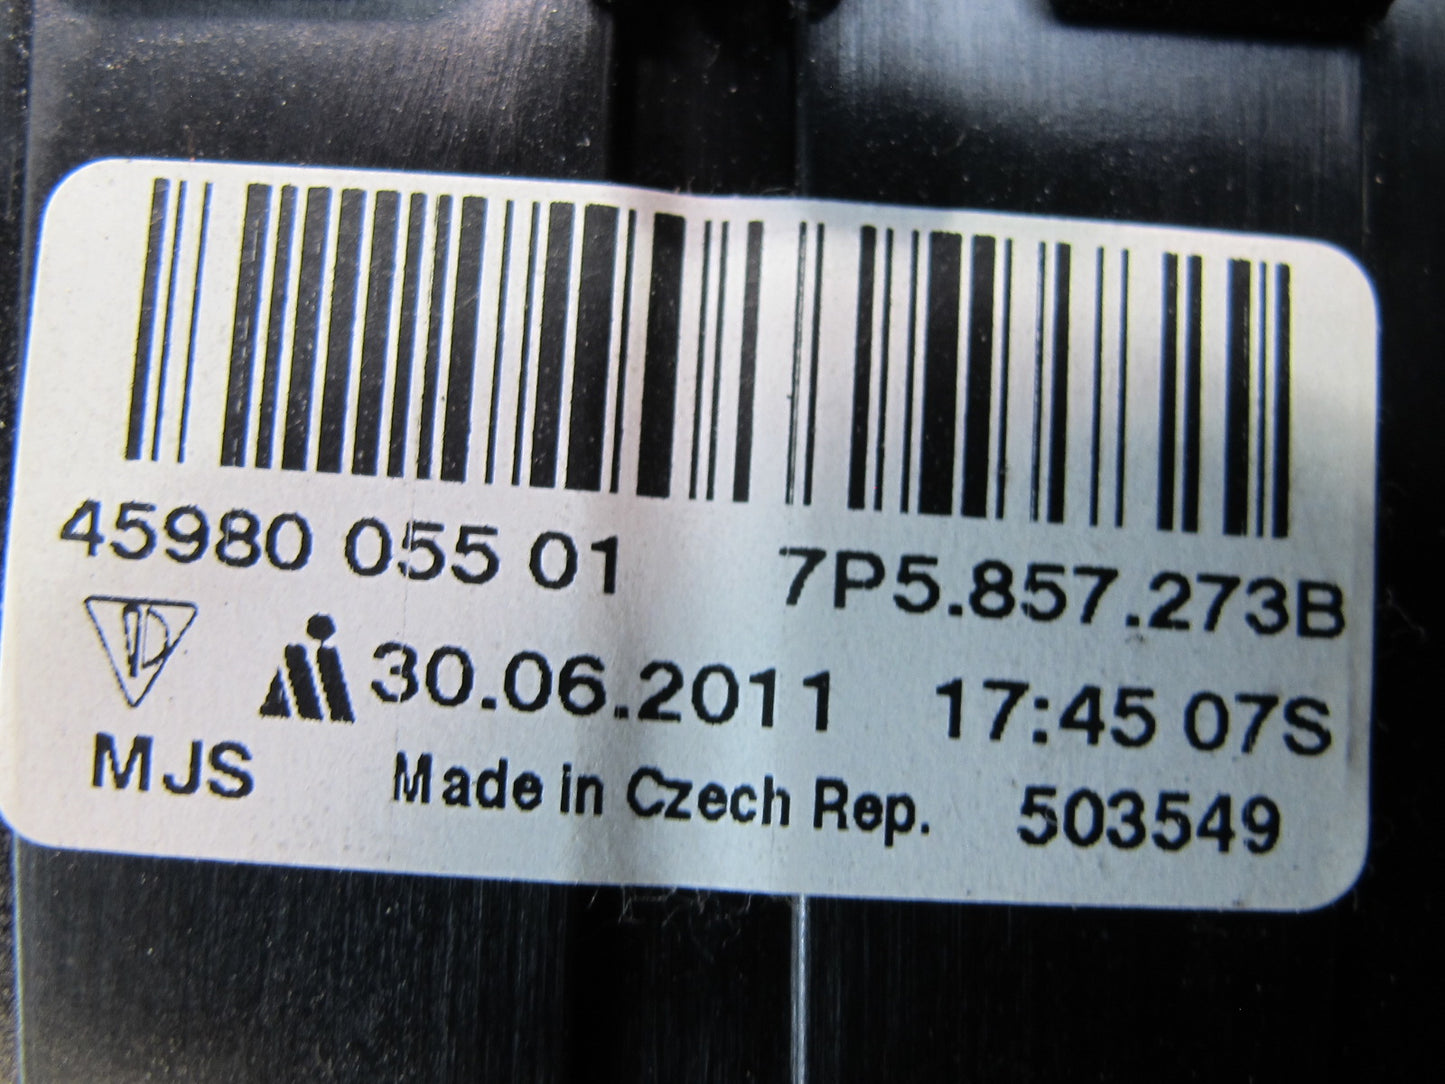 45980 055 01 7P5.857.273B
30.06.2011 17:45 07S
MJS Made in Czech Rep. 503549